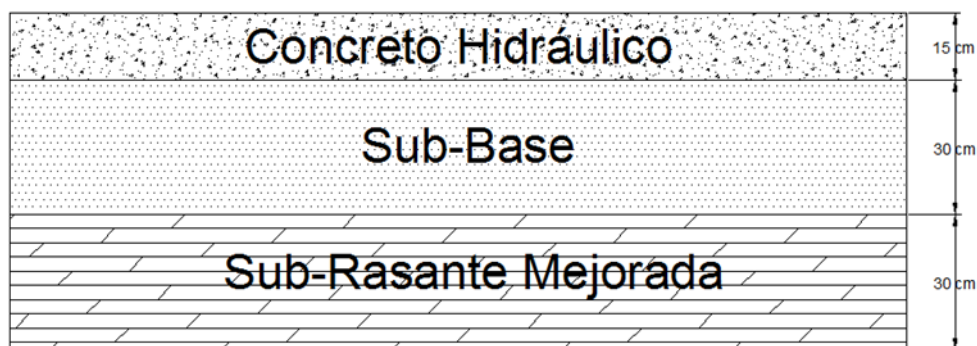 Concreto Hidráulico
15 cm
Sub-Base
30 cm
Sub-Rasante Mejorada
30 cm